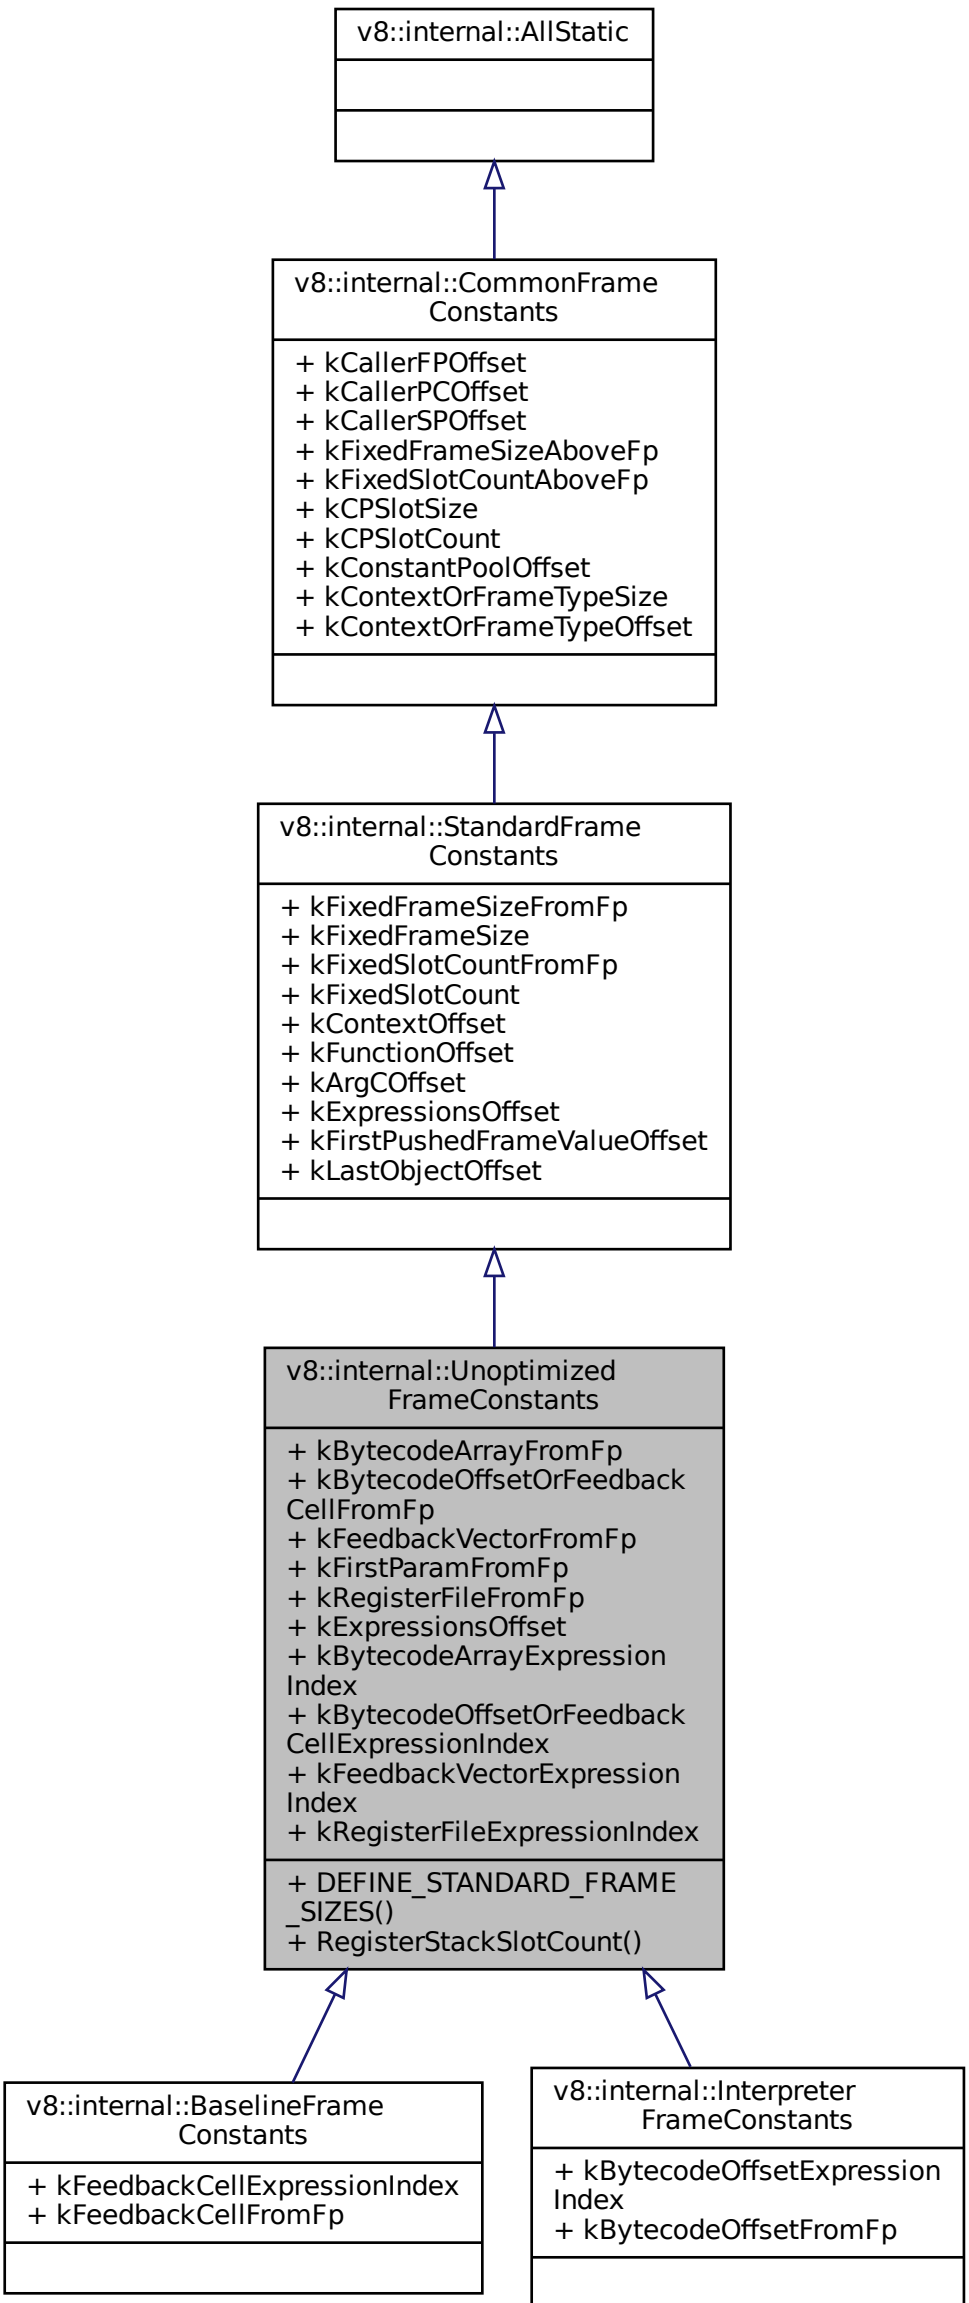 v8::internal::AllStatic
v8::internal::CommonFrame
Constants
+ kCallerFPOffset
+ kCallerPCOffset
+ kCallerSPOffset
+ kFixedFrameSizeAboveFp
+ kFixedSlotCountAboveFp
+ kCPSlotSize
+ kCPSlotCount
+ kConstantPoolOffset
+ kContextOrFrameTypeSize
+ kContextOrFrameTypeOffset
v8::internal::StandardFrame
Constants
+ kFixedFrameSizeFromFp
+ kFixedFrameSize
+ kFixedSlotCountFromFp
+ kFixedSlotCount
+ kContextOffset
+ kFunctionOffset
+ kArgCOffset
+ kExpressionsOffset
+ kFirstPushedFrameValueOffset
+ kLastObjectOffset
v8::internal::Unoptimized
FrameConstants
+ kBytecodeArrayFromFp
+ kBytecodeOffsetOrFeedback
CellFromFp
+ kFeedbackVectorFromFp
+ kFirstParamFromFp
+ kRegisterFileFromFp
+ kExpressionsOffset
+ kBytecodeArrayExpression
Index
+ kBytecodeOffsetOrFeedback
CellExpressionIndex
+ kFeedbackVectorExpression
Index
+ kRegisterFileExpressionIndex
+ DEFINE_STANDARD_FRAME
_SIZES()
+ RegisterStackSlotCount()
v8::internal::BaselineFrame
Constants
+ kFeedbackCellExpressionIndex
+ kFeedbackCellFromFp
v8::internal::Interpreter
FrameConstants
+ kBytecodeOffsetExpression
Index
+ kBytecodeOffsetFromFp